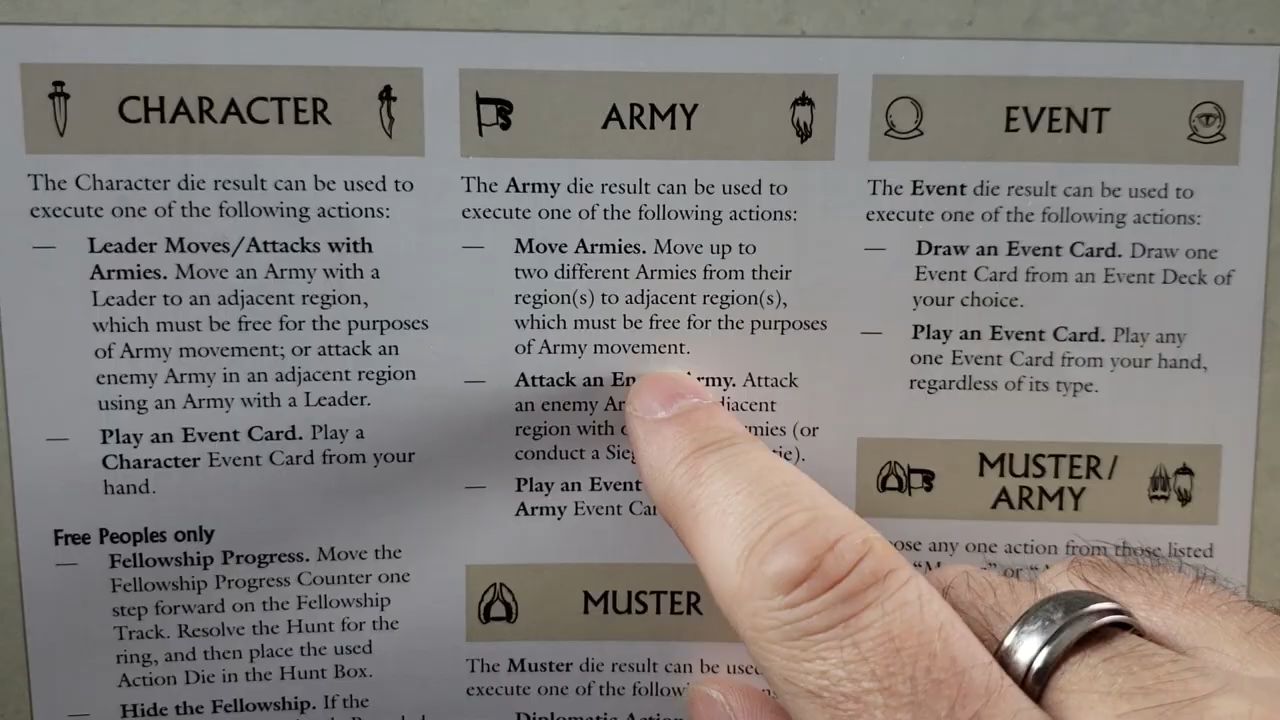 CHARACTER
The Character die result can be used to
execute one of the following actions:
— Leader Moves/Attacks with
Armies. Move an Army with a
Leader to an adjacent region,
which must be free for the purposes
of Army movement; or attack an
enemy Army in an adjacent region
using an Army with a Leader.
— Play an Event Card. Play a
Character Event Card from your
hand.
Free Peoples only
— Fellowship Progress. Move the
Fellowship Progress Counter one
step forward on the Fellowship
Track. Resolve the Hunt for the
ring, and then place the used
Action Die in the Hunt Box.
— Hide the Fellowship. If the
ARMY
The Army die result can be used to
execute one of the following actions:
— Move Armies. Move up to
two different Armies from their
region(s) to adjacent region(s),
which must be free for the purposes
of Army movement.
— Attack an Army. Attack
an enemy
region with (or
conduct a
— Play an Event
Army Event
MUSTER
The Muster die result can be
execute one of the
Diplomatic
EVENT
The Event die result can be used to
execute one of the following actions:
— Draw an Event Card. Draw one
Event Card from an Event Deck of
your choice.
— Play an Event Card. Play any
one Event Card from your hand,
regardless of its type.
MUSTER/
ARMY
any one action from those listed
or